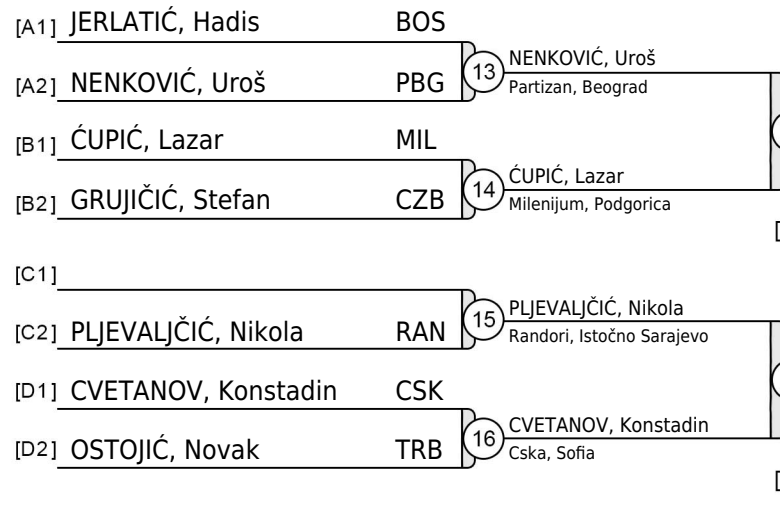 [A1] JERLATIĆ, Hadis BOS
13 NENKOVIĆ, Uroš
[A2] NENKOVIĆ, Uroš PBG
Partizan, Beograd
[B1] ĆUPIĆ, Lazar MIL
14 ĆUPIĆ, Lazar
[B2] GRUJIČIĆ, Stefan CZB
Milenijum, Podgorica
[C1]
15 PLJEVALJČIĆ, Nikola
[C2] PLJEVALJČIĆ, Nikola RAN
Randori, Istočno Sarajevo
[D1] CVETANOV, Konstadin CSK
16 CVETANOV, Konstadin
[D2] OSTOJIĆ, Novak TRB
Cska, Sofia